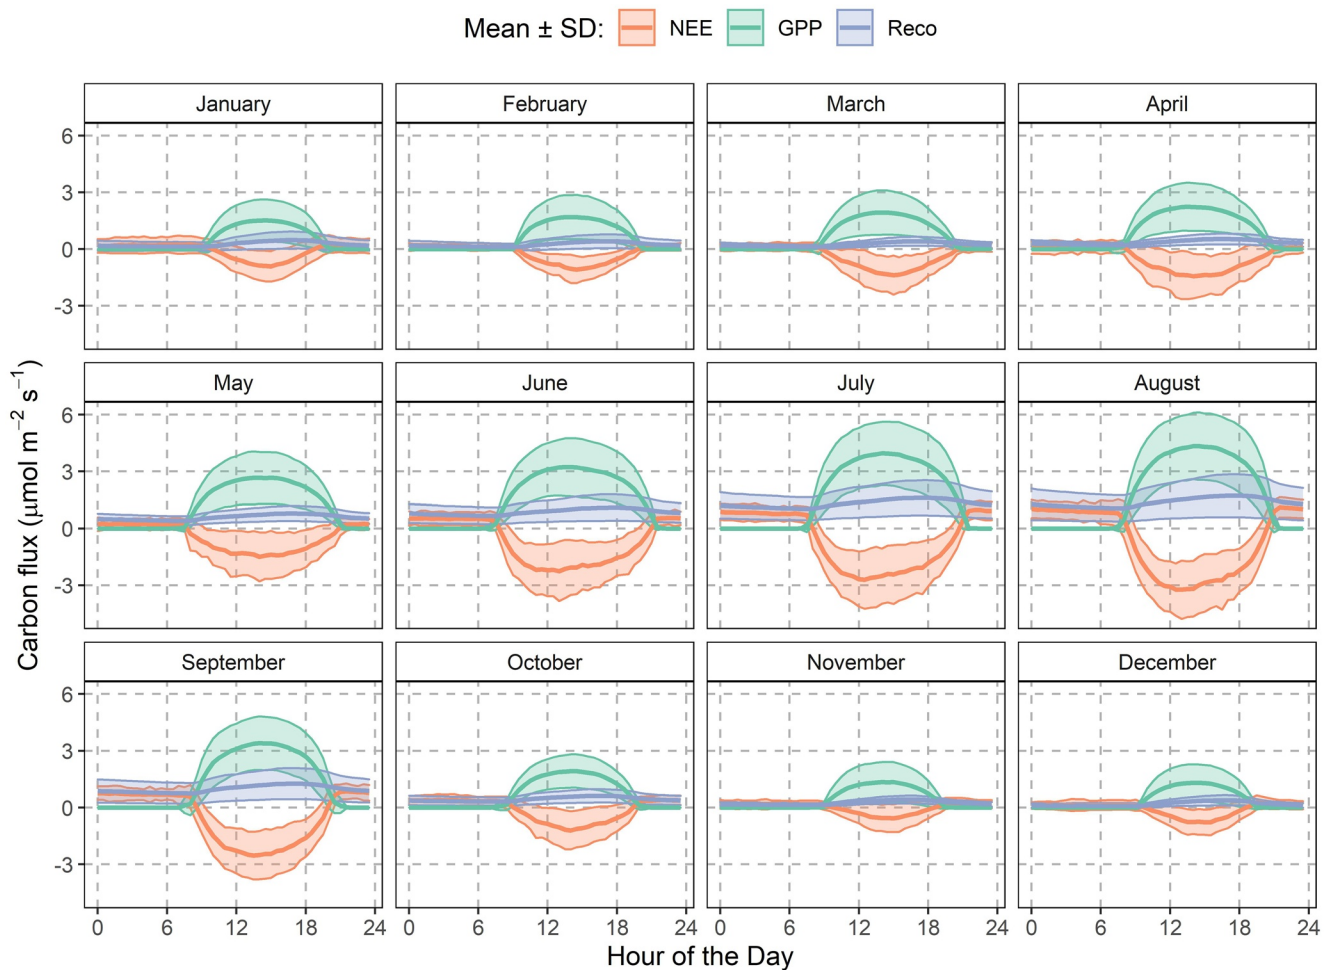 Mean ± SD: NEE GPP Reco
January February March April
6
3
0
-3
May June July August
6
3
0
-3
September October November December
6
3
0
-3
0 6 12 18 24 0 6 12 18 24 0 6 12 18 24 0 6 12 18 24
Hour of the Day
Carbon flux (μmol m⁻² s⁻¹)